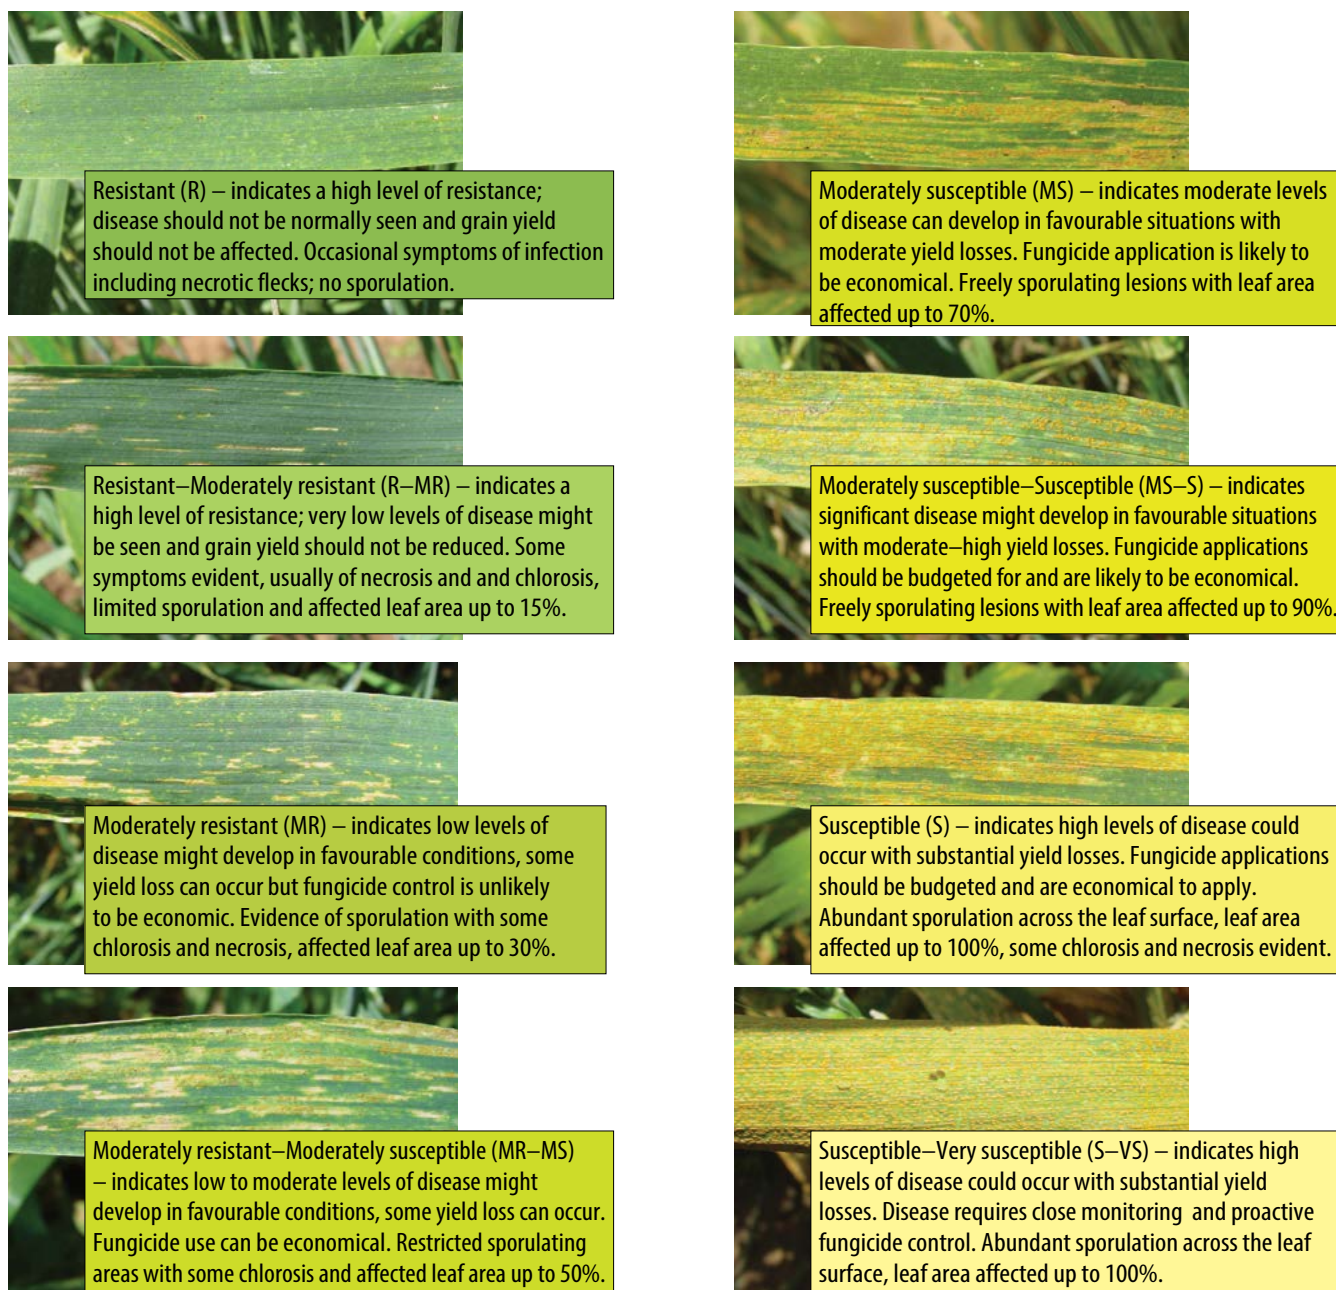 Resistant (R) – indicates a high level of resistance;
disease should not be normally seen and grain yield
should not be affected. Occasional symptoms of infection
including necrotic flecks; no sporulation.
Resistant–Moderately resistant (R–MR) – indicates a
high level of resistance; very low levels of disease might
be seen and grain yield should not be reduced. Some
symptoms evident, usually of necrosis and and chlorosis,
limited sporulation and affected leaf area up to 15%.
Moderately resistant (MR) – indicates low levels of
disease might develop in favourable conditions, some
yield loss can occur but fungicide control is unlikely
to be economic. Evidence of sporulation with some
chlorosis and necrosis, affected leaf area up to 30%.
Moderately resistant–Moderately susceptible (MR–MS)
– indicates low to moderate levels of disease might
develop in favourable conditions, some yield loss can occur.
Fungicide use can be economical. Restricted sporulating
areas with some chlorosis and affected leaf area up to 50%.
Moderately susceptible (MS) – indicates moderate levels
of disease can develop in favourable situations with
moderate yield losses. Fungicide application is likely to
be economical. Freely sporulating lesions with leaf area
affected up to 70%.
Moderately susceptible–Susceptible (MS–S) – indicates
significant disease might develop in favourable situations
with moderate–high yield losses. Fungicide applications
should be budgeted for and are likely to be economical.
Freely sporulating lesions with leaf area affected up to 90%.
Susceptible (S) – indicates high levels of disease could
occur with substantial yield losses. Fungicide applications
should be budgeted and are economical to apply.
Abundant sporulation across the leaf surface, leaf area
affected up to 100%, some chlorosis and necrosis evident.
Susceptible–Very susceptible (S–VS) – indicates high
levels of disease could occur with substantial yield
losses. Disease requires close monitoring and proactive
fungicide control. Abundant sporulation across the leaf
surface, leaf area affected up to 100%.